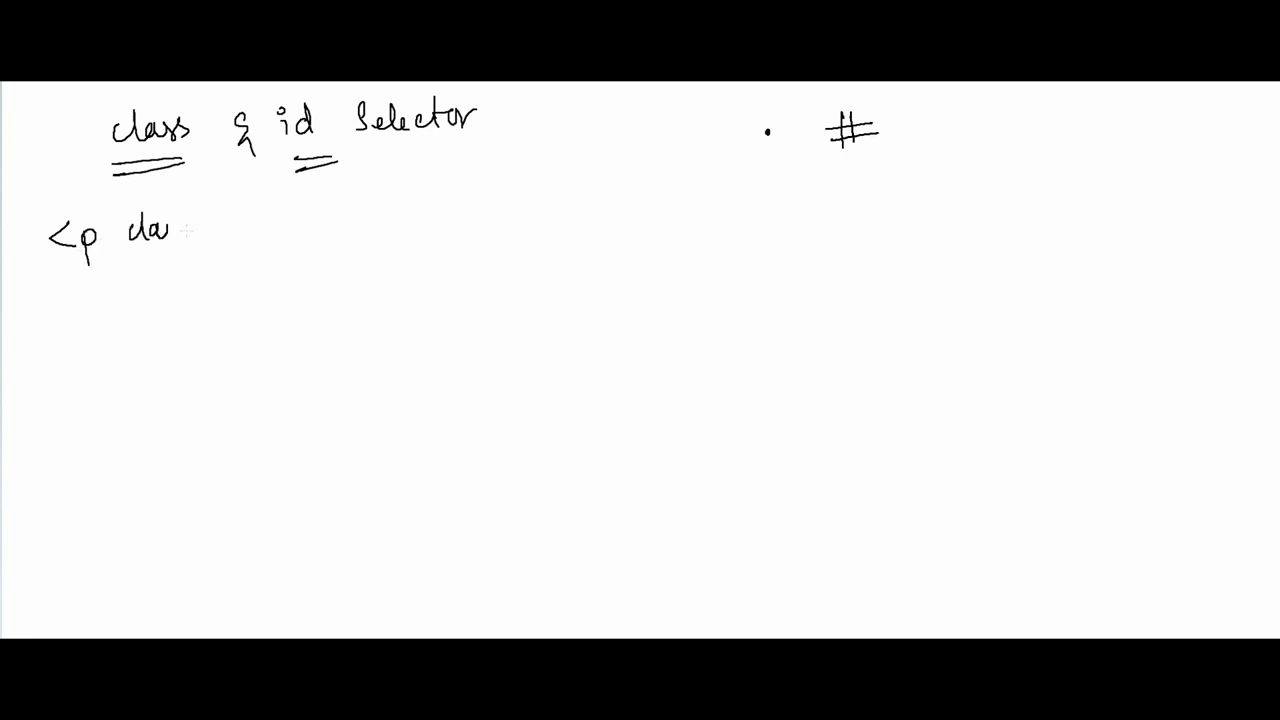 class & id Selector . #
<p cla